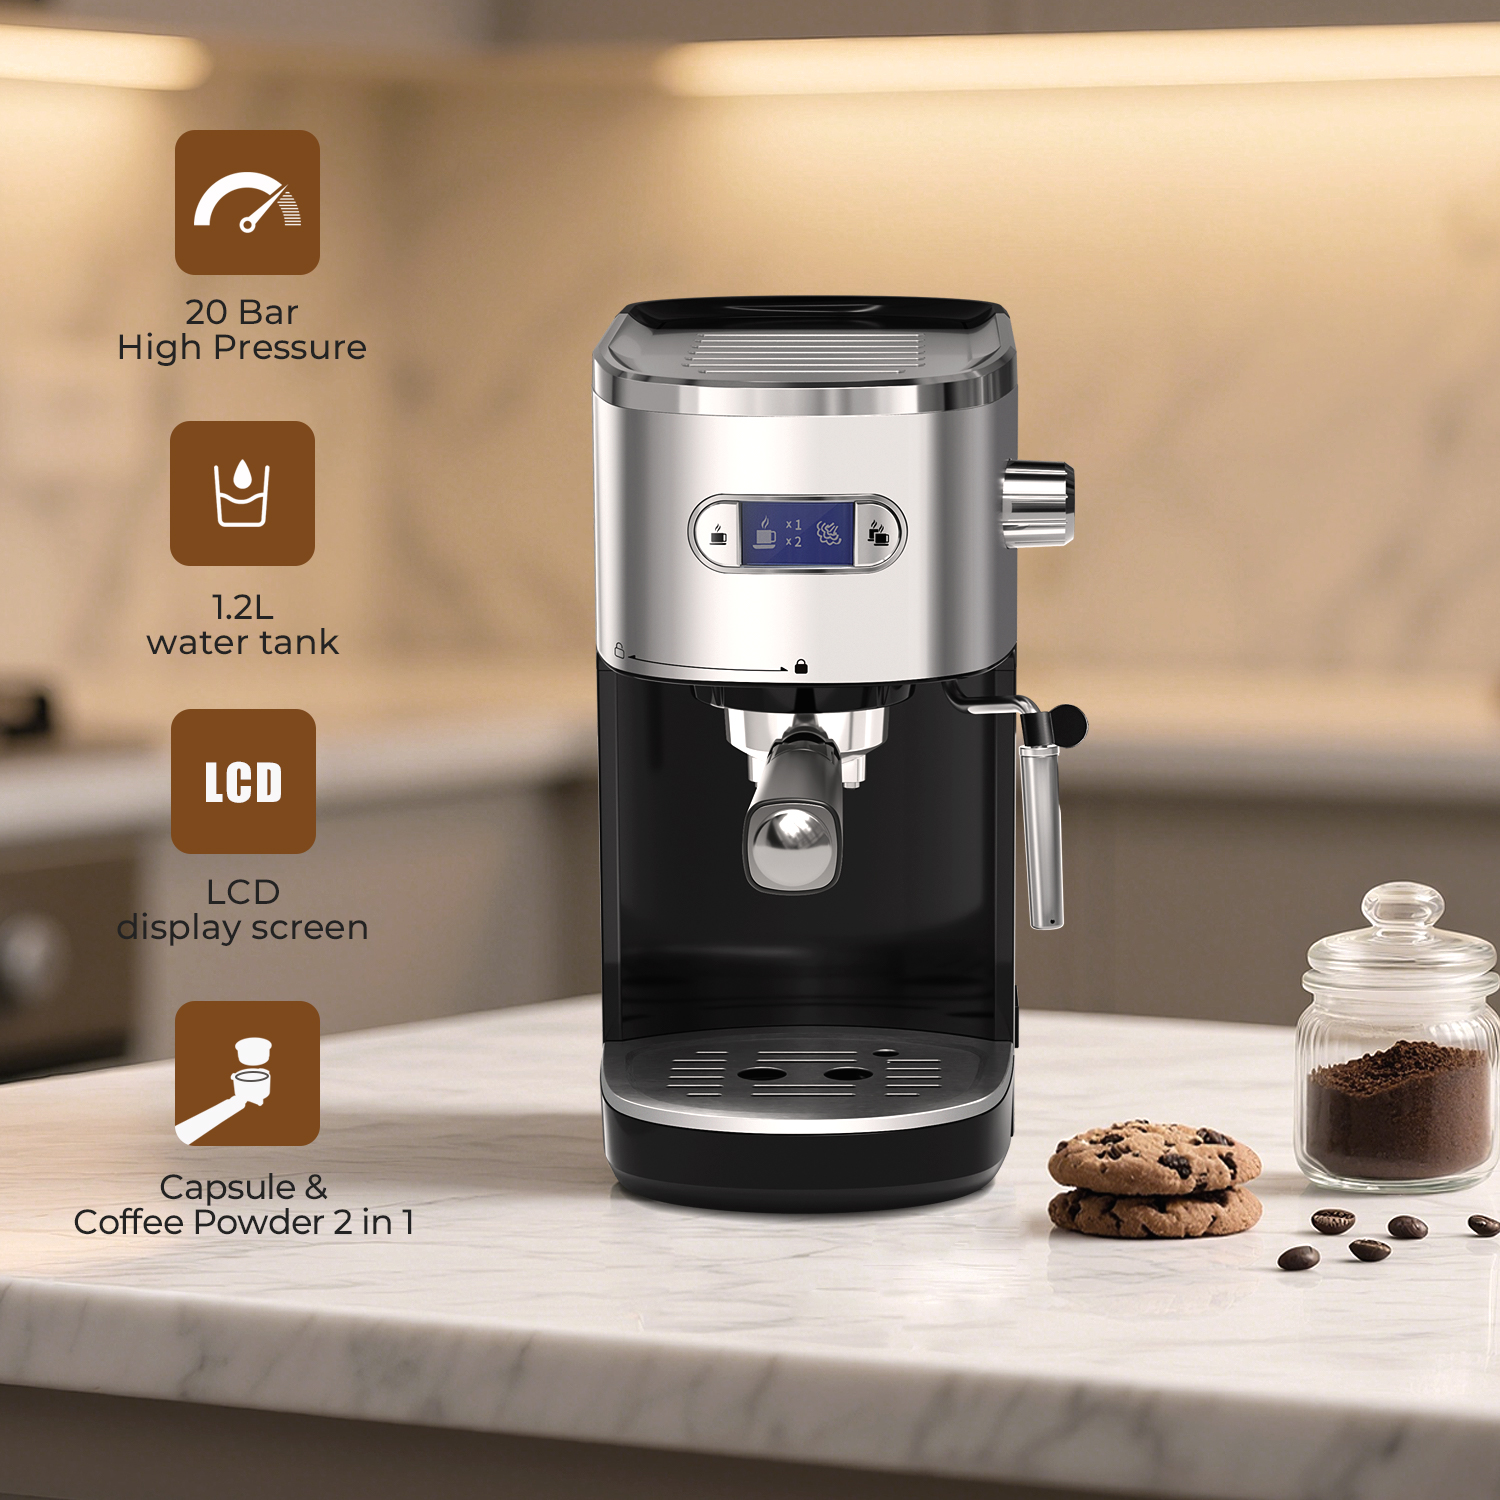 20 Bar
High Pressure
1.2L
water tank
LCD
LCD
display screen
Capsule &
Coffee Powder 2 in 1
x1
x2